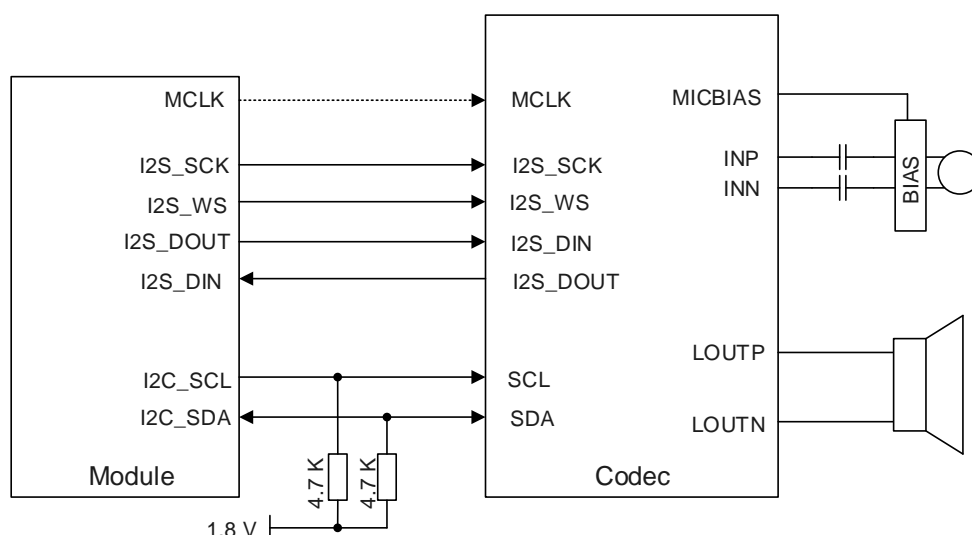 MCLK
I2S_SCK
I2S_WS
I2S_DOUT
I2S_DIN
I2C_SCL
I2C_SDA
Module
4.7 K
4.7 K
1.8 V
MCLK
I2S_SCK
I2S_WS
I2S_DIN
I2S_DOUT
SCL
SDA
Codec
MICBIAS
INP
INN
LOUTP
LOUTN
BIAS